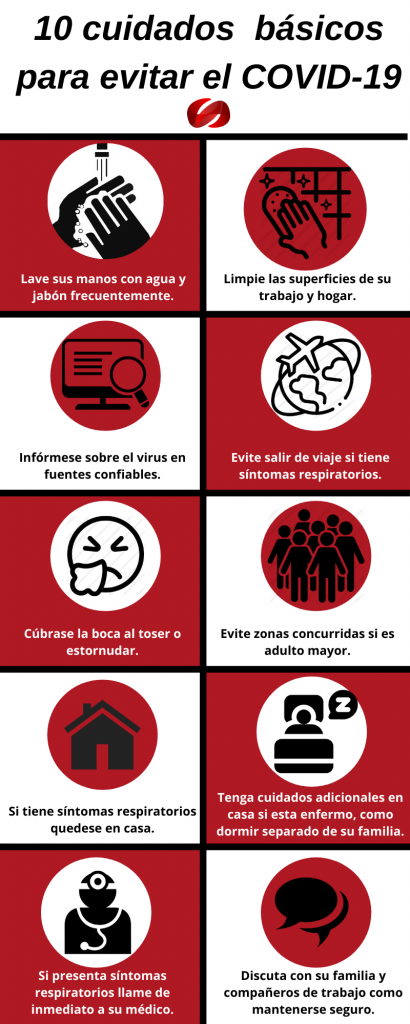 10 cuidados básicos
para evitar el COVID-19
Lave sus manos con agua y
jabón frecuentemente.
Limpie las superficies de su
trabajo y hogar.
Infórmese sobre el virus en
fuentes confiables.
Evite salir de viaje si tiene
síntomas respiratorios.
Cúbrase la boca al toser o
estornudar.
Evite zonas concurridas si es
adulto mayor.
Si tiene síntomas respiratorios
quedese en casa.
Z
Tenga cuidados adicionales en
casa si esta enfermo, como
dormir separado de su familia.
Si presenta síntomas
respiratorios llame de
inmediato a su médico.
Discuta con su familia y
compañeros de trabajo como
mantenerse seguro.